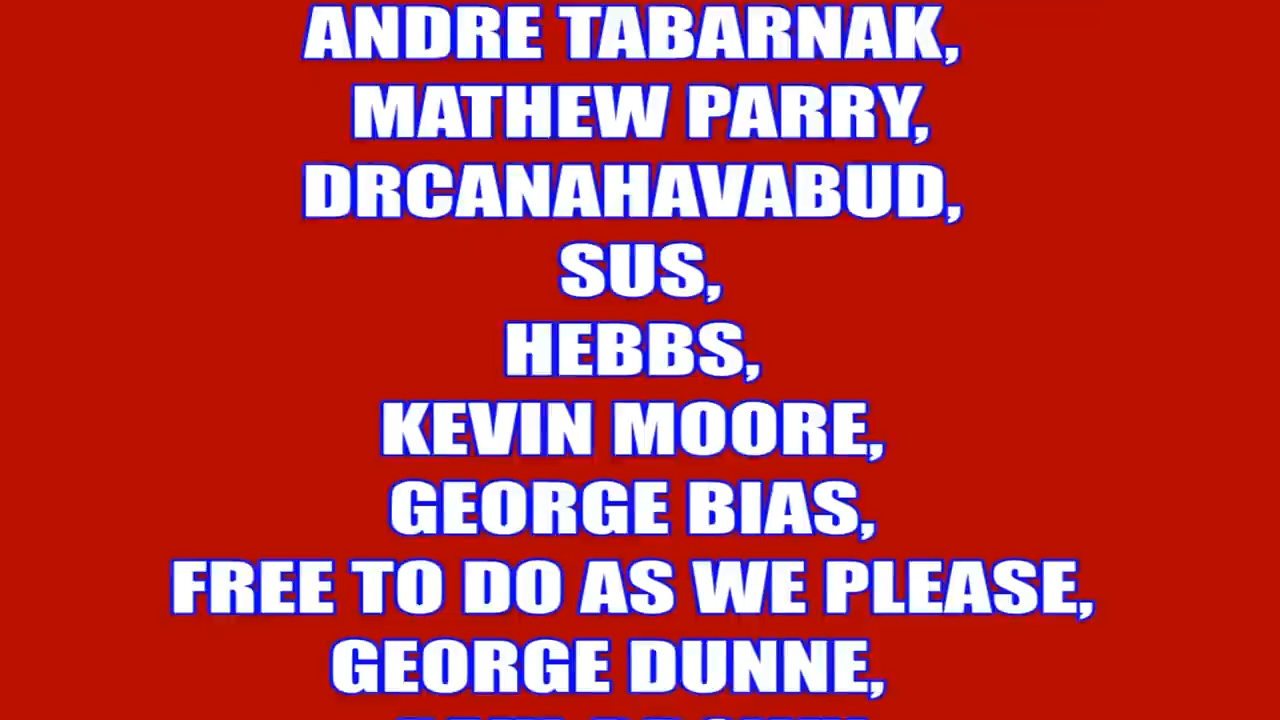 ANDRE TABARNAK,
MATHEW PARRY,
DRCANAHAVABUD,
SUS,
HEBBS,
KEVIN MOORE,
GEORGE BIAS,
FREE TO DO AS WE PLEASE,
GEORGE DUNNE,